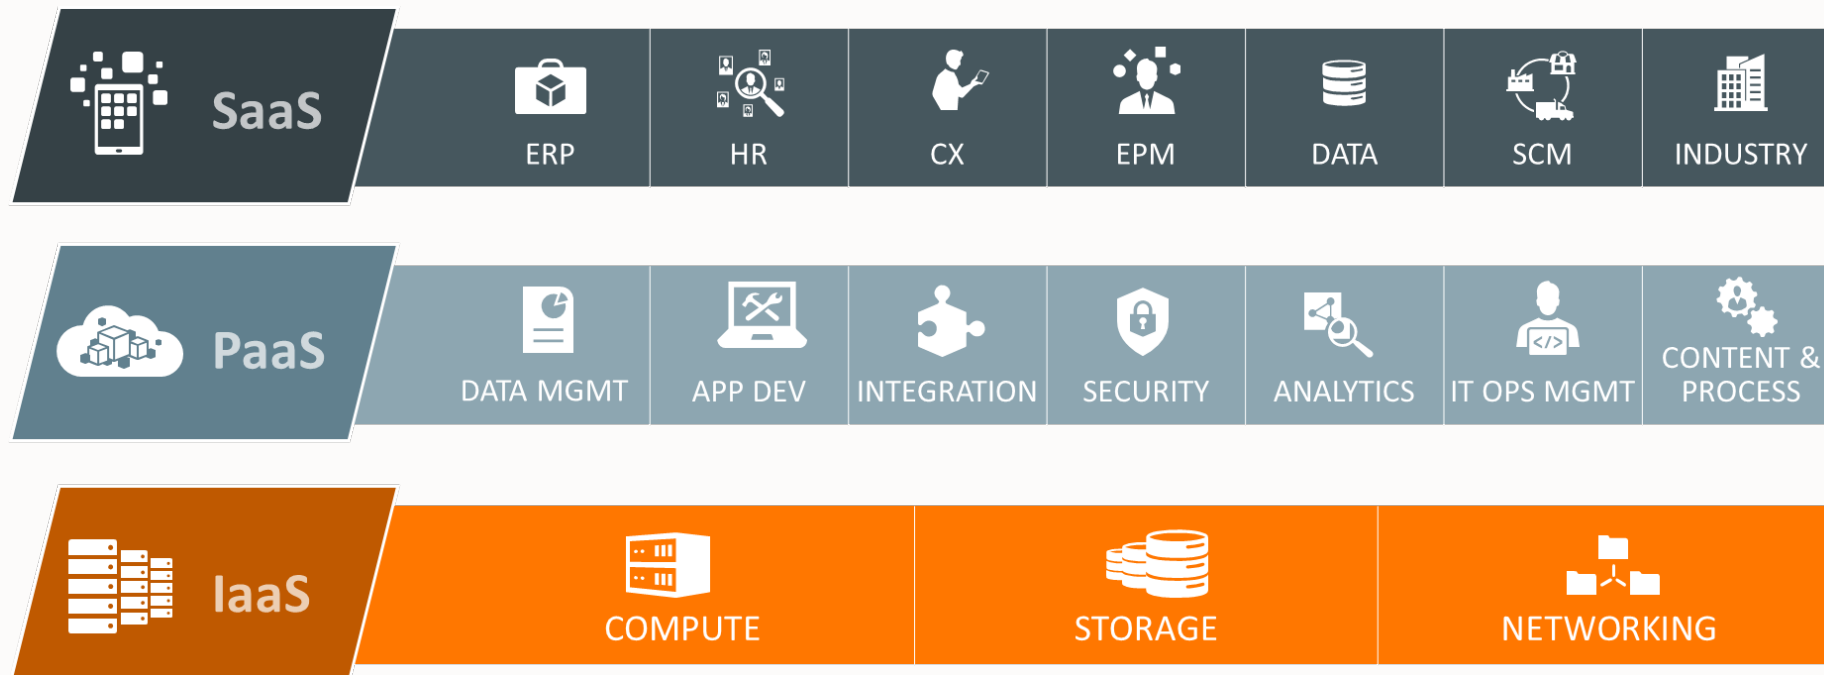 SaaS
ERP
HR
CX
EPM
DATA
SCM
INDUSTRY
PaaS
DATA MGMT
APP DEV
INTEGRATION
SECURITY
ANALYTICS
</>
IT OPS MGMT
CONTENT &
PROCESS
IaaS
COMPUTE
STORAGE
NETWORKING